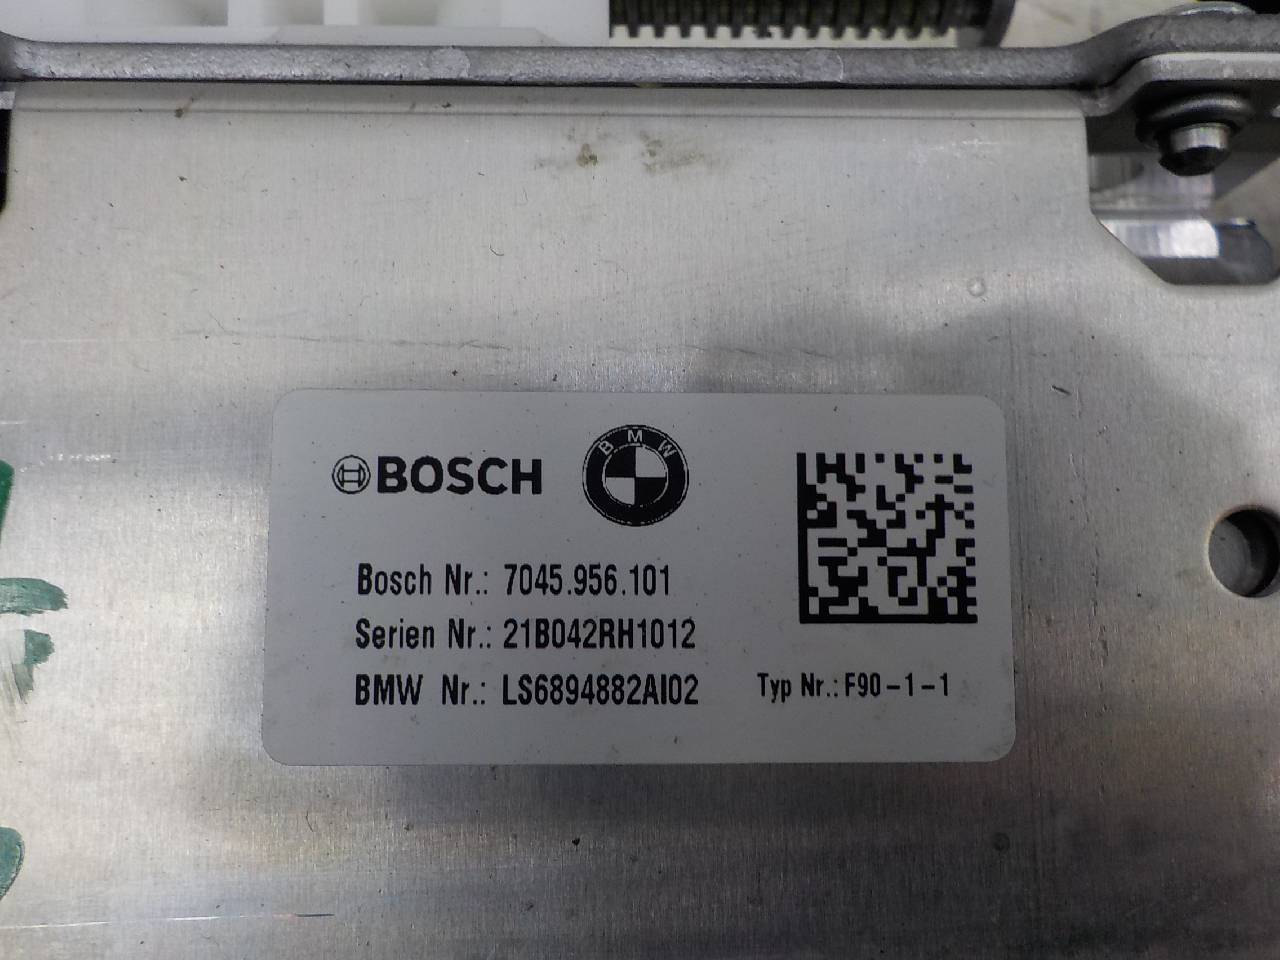 BOSCH
BMW
Bosch Nr.: 7045.956.101
Serien Nr.: 21B042RH1012
BMW Nr.: LS6894882AI02
Typ Nr.: F90-1-1